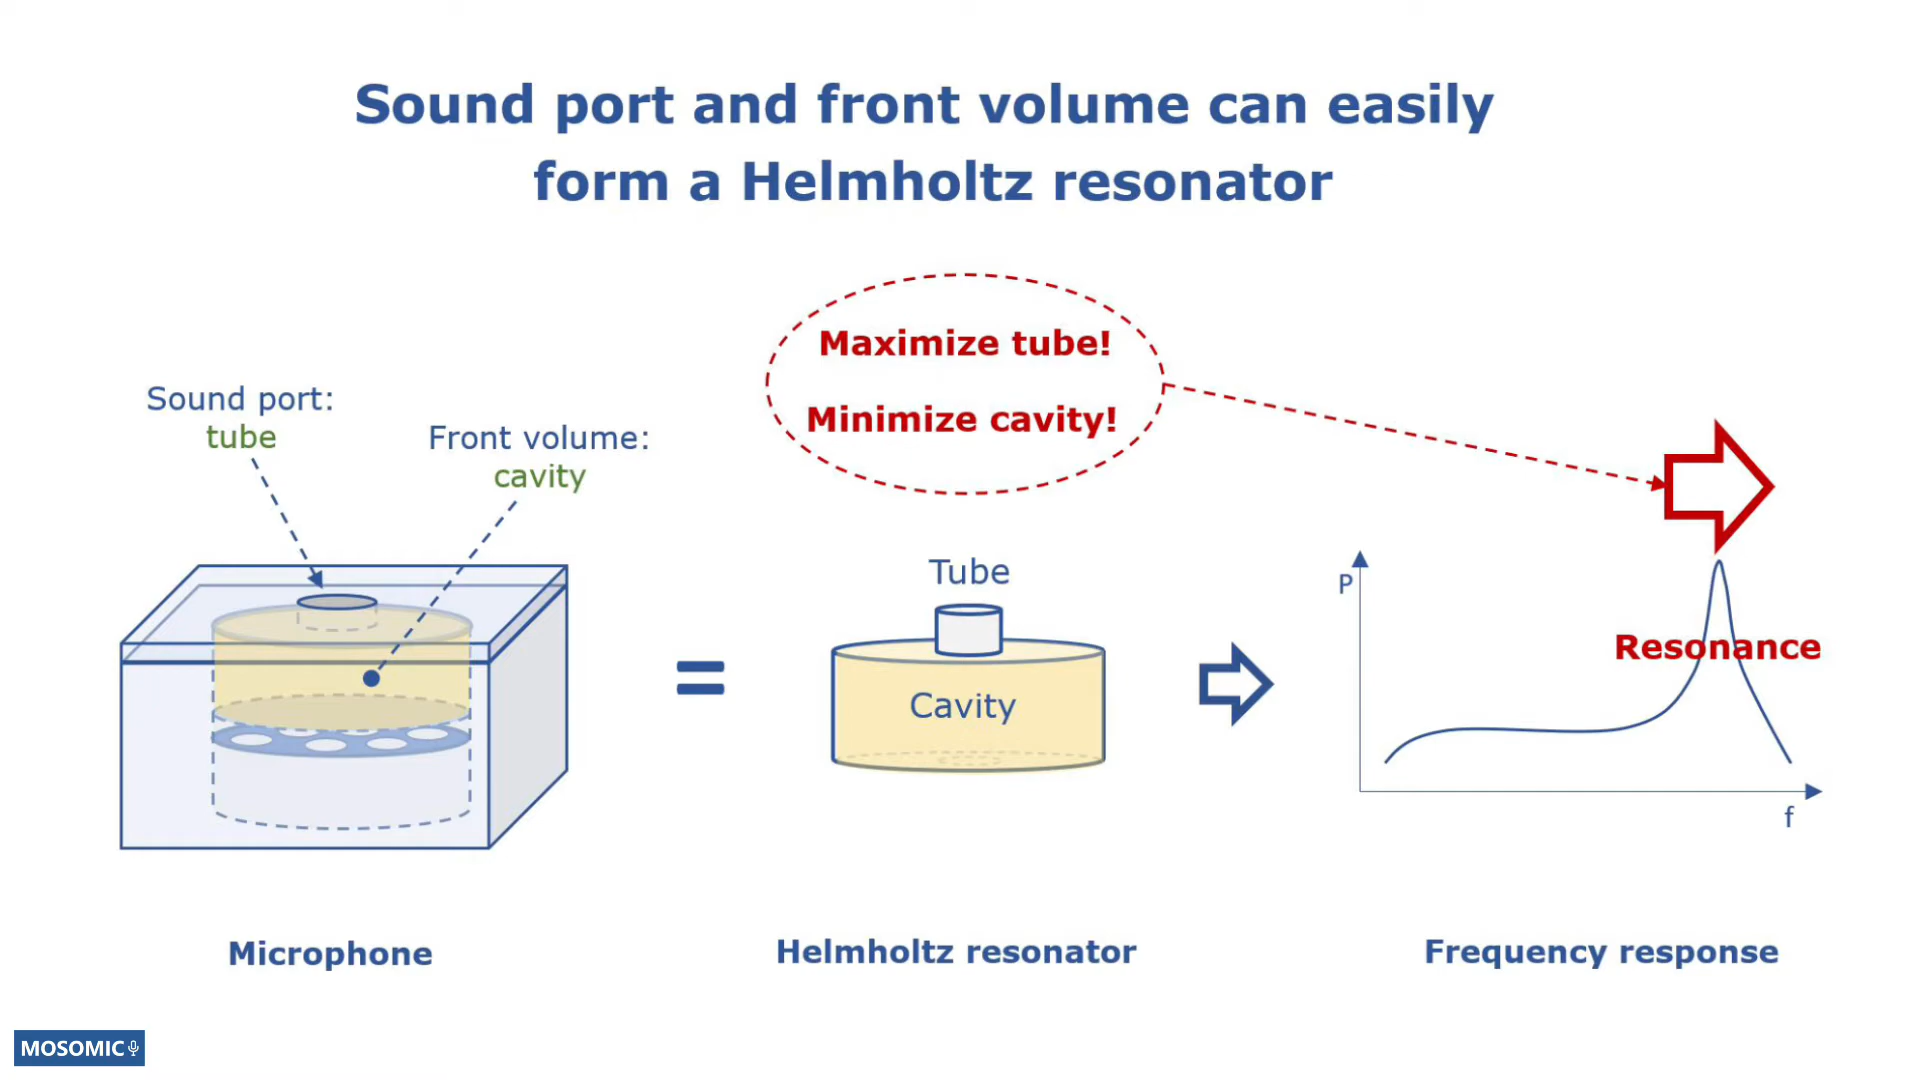 Sound port and front volume can easily
form a Helmholtz resonator
Maximize tube!
Minimize cavity!
Sound port:
tube
Front volume:
cavity
Tube
Cavity
P
Resonance
f
Microphone
Helmholtz resonator
Frequency response
MOSOMIC